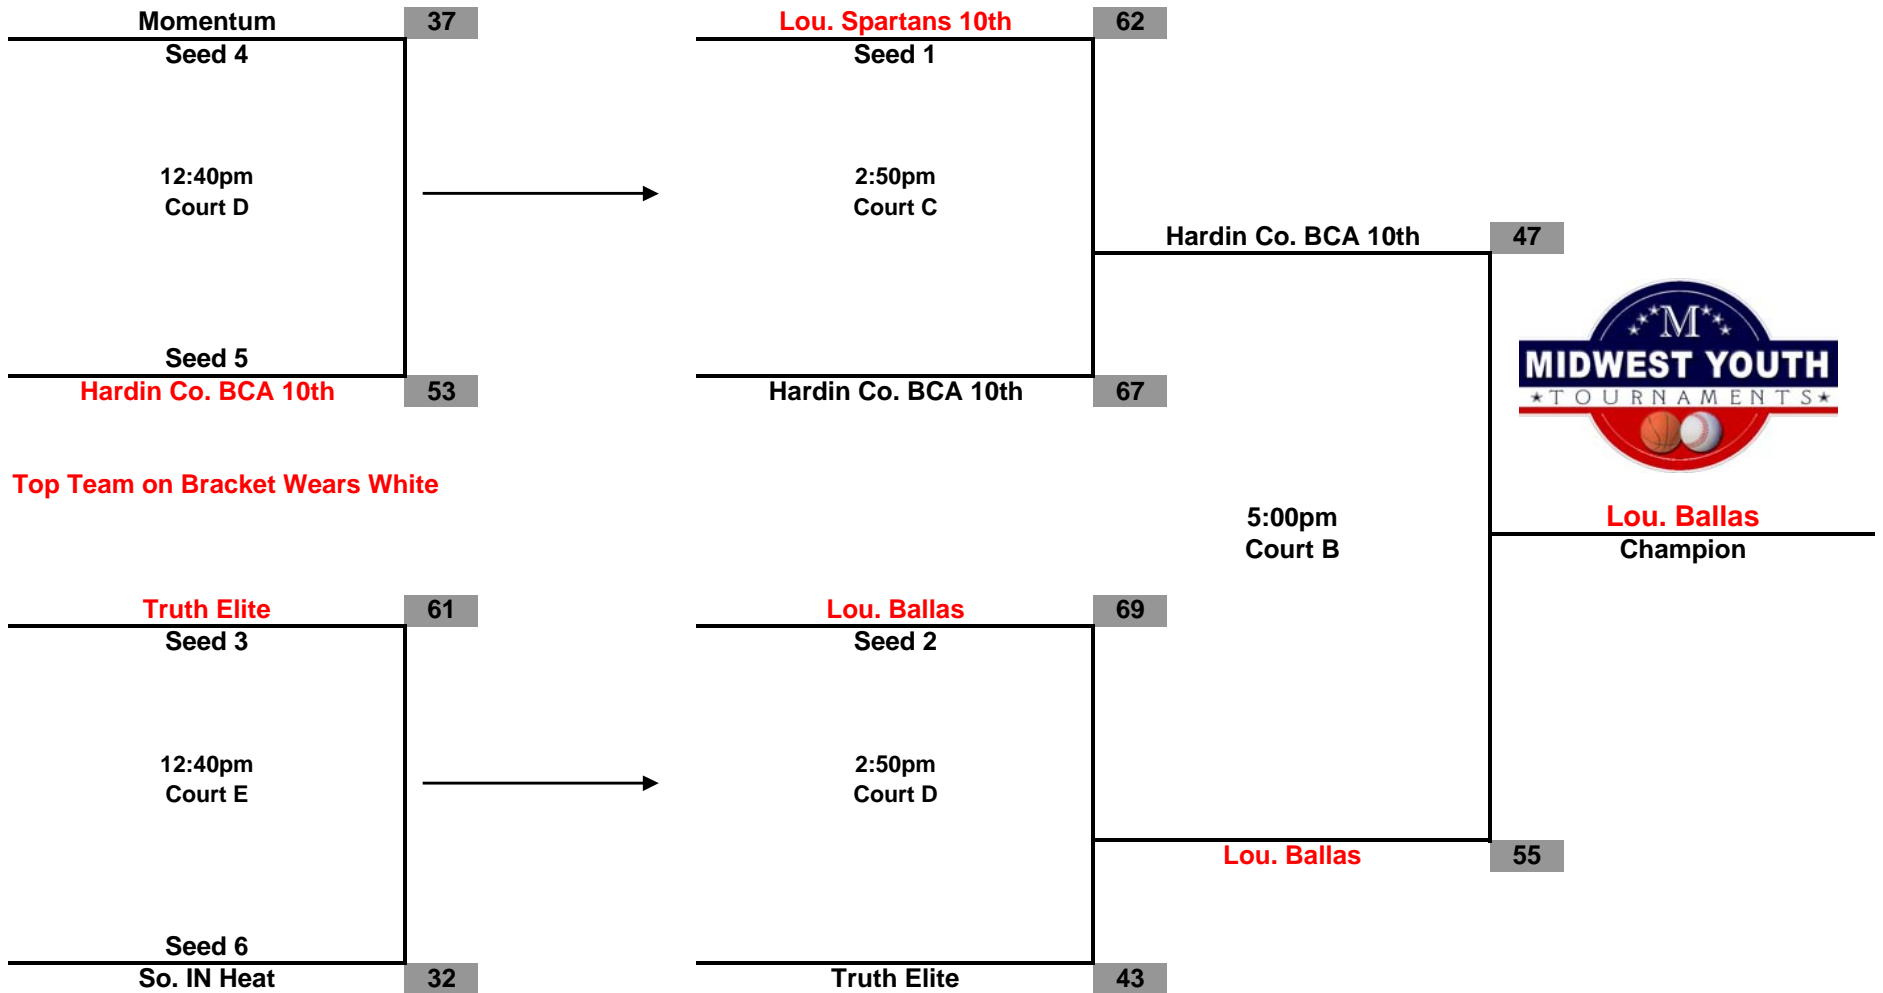 Momentum 37
Seed 4
12:40pm
Court D
Seed 5
Hardin Co. BCA 10th 53
Lou. Spartans 10th 62
Seed 1
2:50pm
Court C
Hardin Co. BCA 10th 67
Hardin Co. BCA 10th 47
M
MIDWEST YOUTH
TOURNAMENTS
Top Team on Bracket Wears White
5:00pm
Court B
Lou. Ballas
Champion
Truth Elite 61
Seed 3
12:40pm
Court E
Seed 6
So. IN Heat 32
Lou. Ballas 69
Seed 2
2:50pm
Court D
Truth Elite 43
Lou. Ballas 55